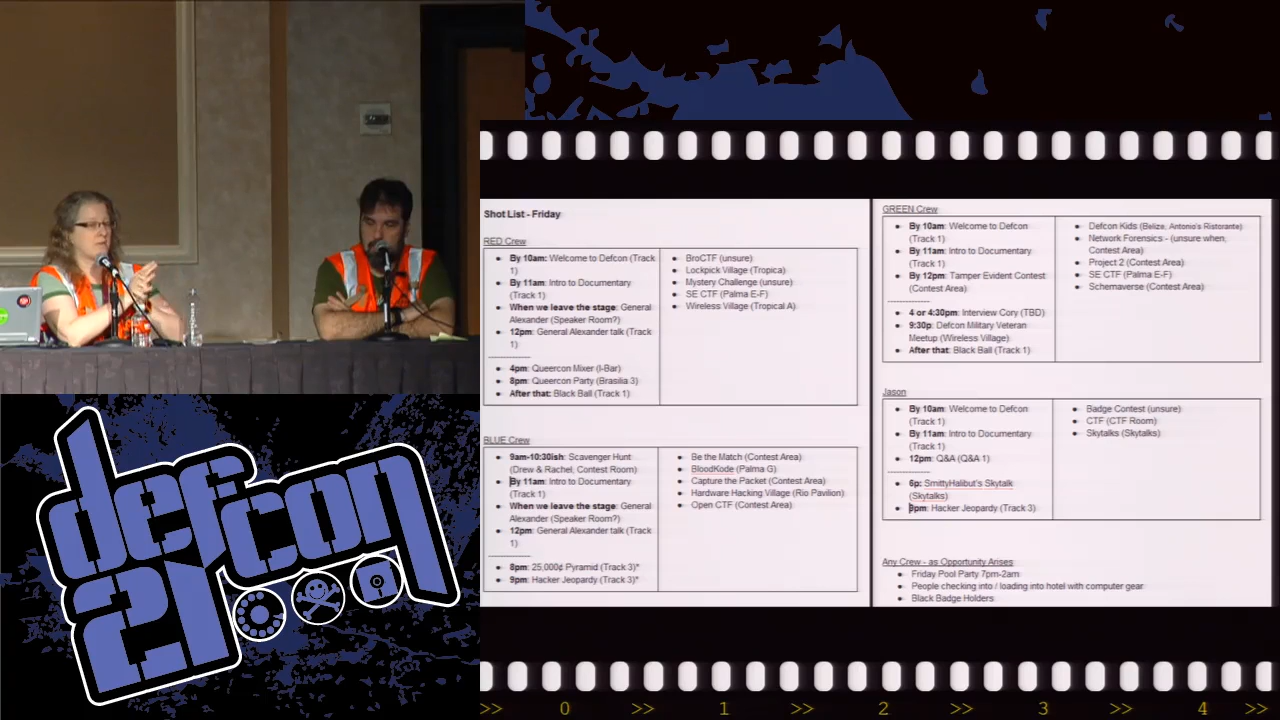 defcon
21
Shot List - Friday
RED Crew
By 10am: Welcome to Defcon (Track
1)
By 11am: Intro to Documentary
(Track 1)
When we leave the stage: General
Alexander (Speaker Room?)
12pm: General Alexander talk (Track
1)
---------------
4pm: Queercon Mixer (I-Bar)
8pm: Queercon Party (Brasilia 3)
After that: Black Ball (Track 1)
BroCTF (unsure)
Lockpick Village (Tropica)
Mystery Challenge (unsure)
SE CTF (Palma E-F)
Wireless Village (Tropical A)
BLUE Crew
9am-10:30ish: Scavenger Hunt
(Drew & Rachel, Contest Room)
By 11am: Intro to Documentary
(Track 1)
When we leave the stage: General
Alexander (Speaker Room?)
12pm: General Alexander talk (Track
1)
---------------
8pm: 25,000¢ Pyramid (Track 3)*
9pm: Hacker Jeopardy (Track 3)*
Be the Match (Contest Area)
BloodKode (Palma G)
Capture the Packet (Contest Area)
Hardware Hacking Village (Rio Pavilion)
Open CTF (Contest Area)
GREEN Crew
By 10am: Welcome to Defcon
(Track 1)
By 11am: Intro to Documentary
(Track 1)
By 12pm: Tamper Evident Contest
(Contest Area)
---------------
4 or 4:30pm: Interview Cory (TBD)
9:30p: Defcon Military Veteran
Meetup (Wireless Village)
After that: Black Ball (Track 1)
Defcon Kids (Belize, Antonio's Ristorante)
Network Forensics - (unsure when,
Contest Area)
Project 2 (Contest Area)
SE CTF (Palma E-F)
Schemaverse (Contest Area)
Jason
By 10am: Welcome to Defcon
(Track 1)
By 11am: Intro to Documentary
(Track 1)
12pm: Q&A (Q&A 1)
---------------
6p: SmittyHalibut's Skytalk
(Skytalks)
9pm: Hacker Jeopardy (Track 3)
Badge Contest (unsure)
CTF (CTF Room)
Skytalks (Skytalks)
Any Crew - as Opportunity Arises
Friday Pool Party 7pm-2am
People checking into / loading into hotel with computer gear
Black Badge Holders
>> 0 >> 1 >> 2 >> 3 >> 4 >>